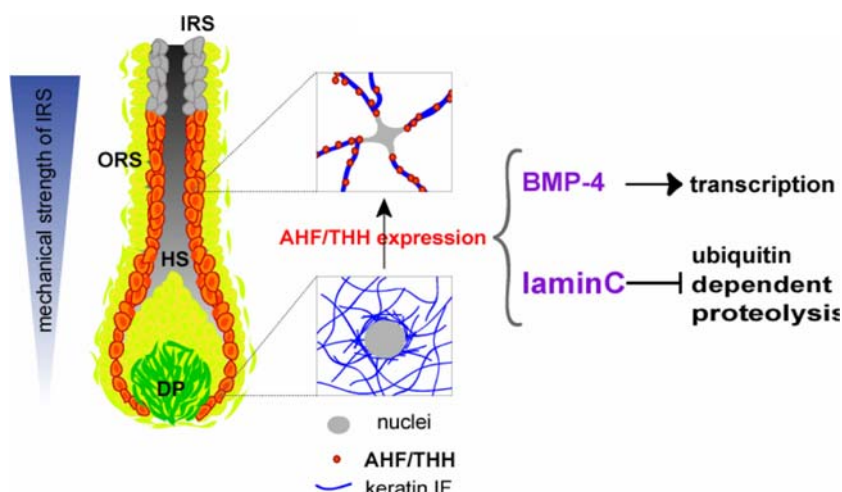 IRS
mechanical strength of IRS
ORS
HS
DP
AHF/THH expression
BMP-4
transcription
laminC
ubiquitin
dependent
proteolysis
nuclei
AHF/THH
keratin IF